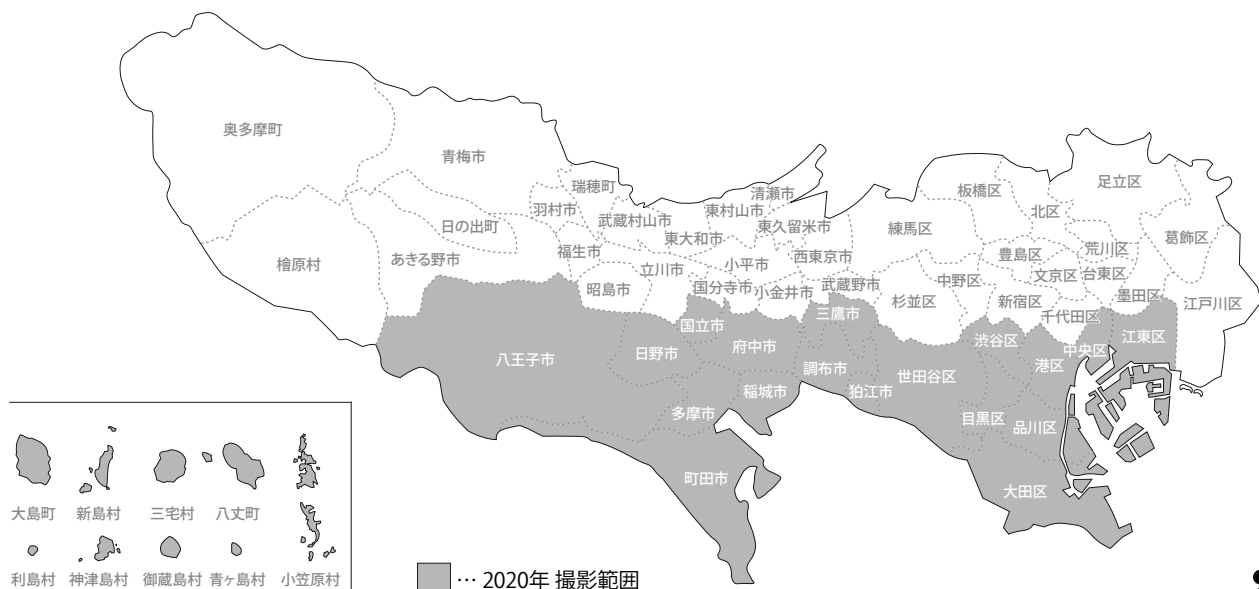 奥多摩町
青梅市
瑞穂町
羽村市
武蔵村山市
東村山市
清瀬市
東久留米市
東大和市
日の出町
檜原村
あきる野市
福生市
昭島市
立川市
小平市
西東京市
国分寺市
小金井市
武蔵野市
練馬区
板橋区
北区
足立区
豊島区
荒川区
葛飾区
中野区
文京区
台東区
杉並区
新宿区
千代田区
墨田区
江戸川区
国立市
三鷹市
渋谷区
中央区
江東区
八王子市
日野市
府中市
調布市
世田谷区
港区
稲城市
狛江市
多摩市
目黒区
品川区
町田市
大田区
大島町
新島村
三宅村
八丈町
利島村
神津島村
御蔵島村
青ヶ島村
小笠原村
… 2020年 撮影範囲